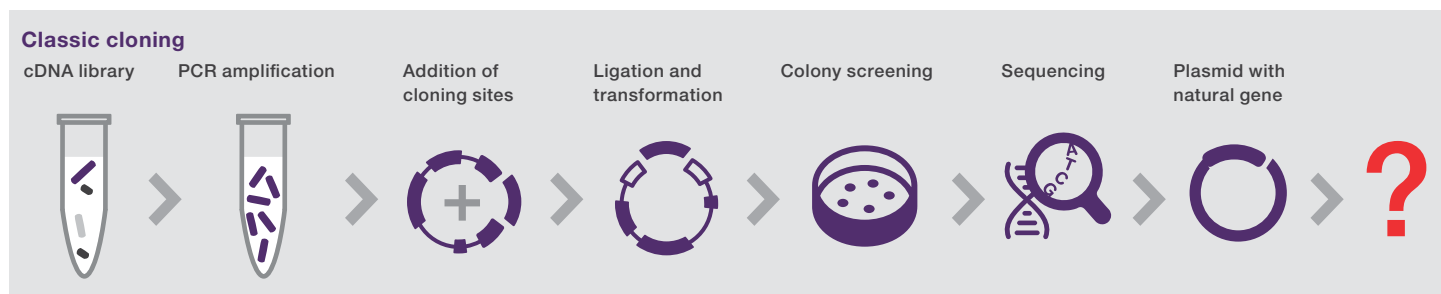 Classic cloning
cDNA library
PCR amplification
Addition of
cloning sites
Ligation and
transformation
Colony screening
Sequencing
Plasmid with
natural gene
+
A
T
C
G
?